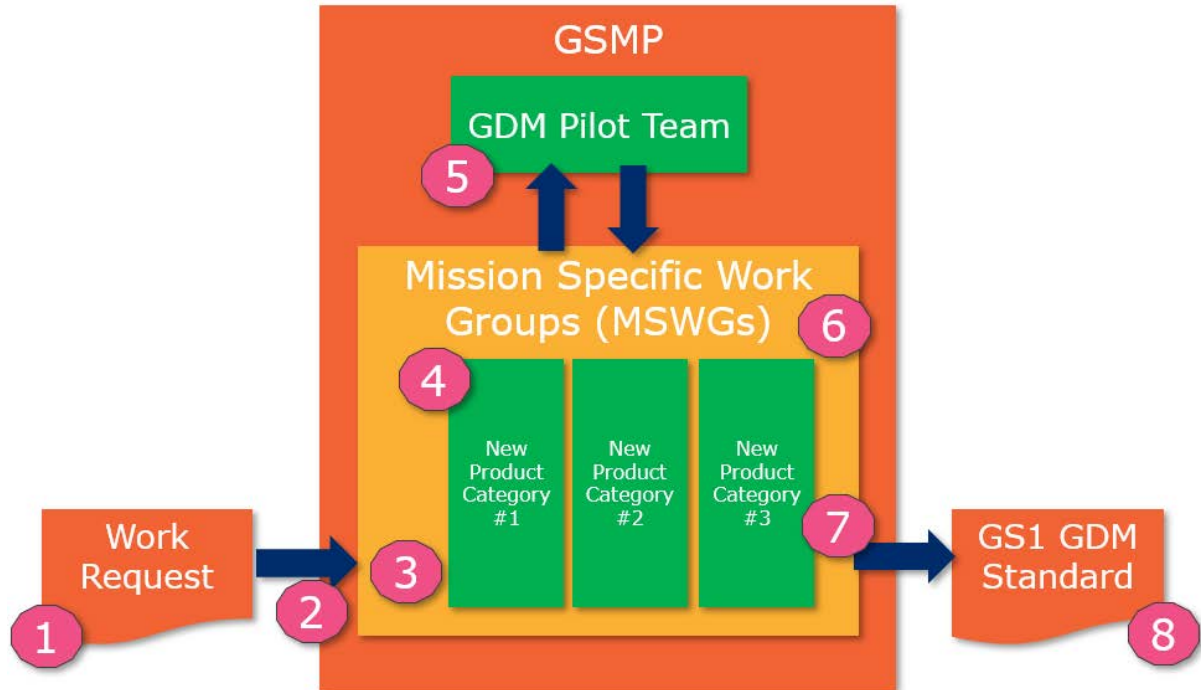 GSMP
GDM Pilot Team
5
Mission Specific Work
Groups (MSWGs)
6
4
New
Product
Category
#1
New
Product
Category
#2
New
Product
Category
#3
7
3
Work
Request
1
2
GS1 GDM
Standard
8